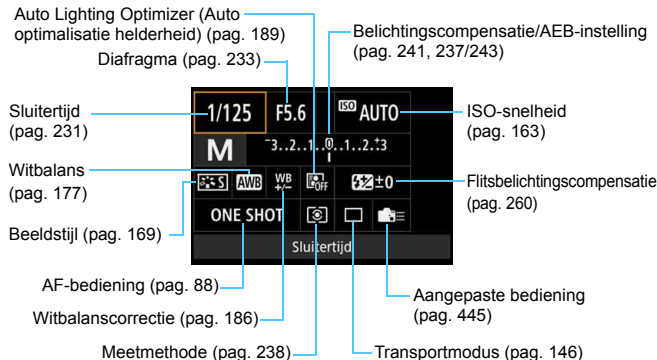 Auto Lighting Optimizer (Auto
optimalisatie helderheid) (pag. 189)
Belichtingscompensatie/AEB-instelling
(pag. 241, 237/243)
Diafragma (pag. 233)
Sluitertijd
(pag. 231)
ISO-snelheid
(pag. 163)
1/125 F5.6 ISO AUTO
M -3..2..1..0..1..2.+3
Witbalans
(pag. 177)
S AWB WB +/- OFF ±0
Flitsbelichtingscompensatie
(pag. 260)
Beeldstijl (pag. 169)
ONE SHOT
Sluitertijd
AF-bediening (pag. 88)
Aangepaste bediening
(pag. 445)
Witbalanscorrectie (pag. 186)
Meetmethode (pag. 238)
Transportmodus (pag. 146)